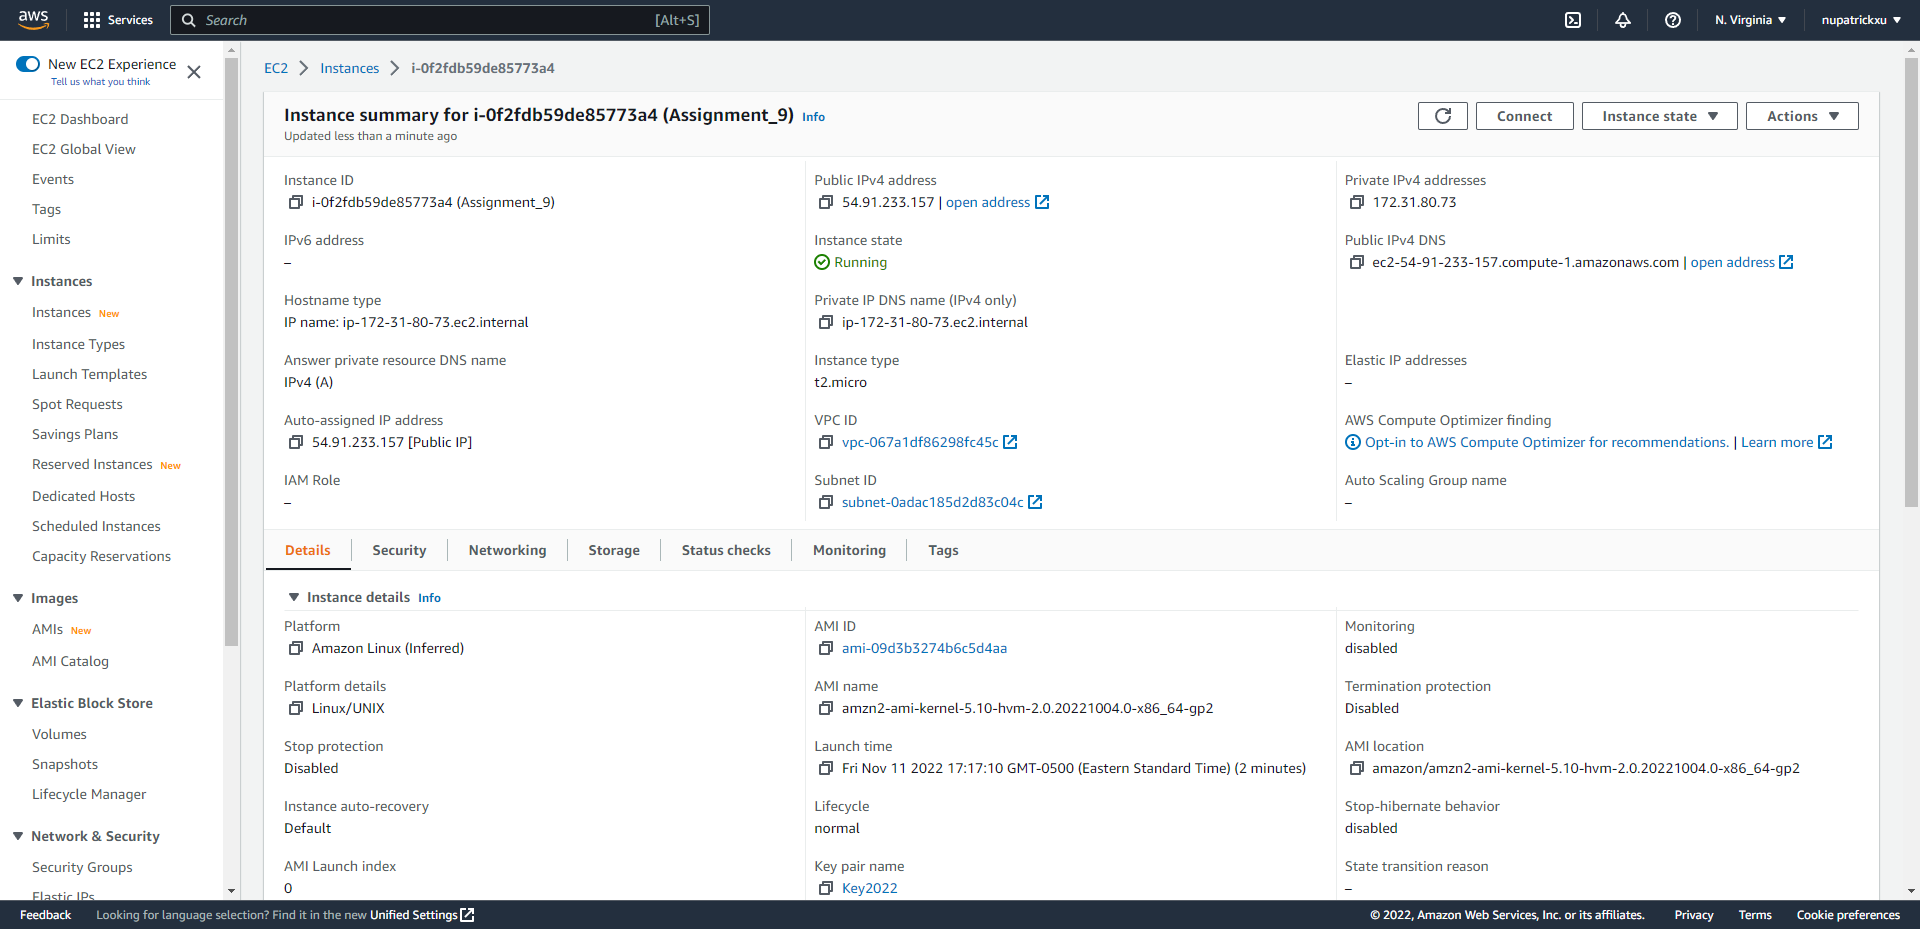 aws
Services
Search
[Alt+S]
N. Virginia
nupatrickxu
New EC2 Experience
Tell us what you think
EC2 Dashboard
EC2 Global View
Events
Tags
Limits
Instances
Instances New
Instance Types
Launch Templates
Spot Requests
Savings Plans
Reserved Instances New
Dedicated Hosts
Scheduled Instances
Capacity Reservations
Images
AMIs New
AMI Catalog
Elastic Block Store
Volumes
Snapshots
Lifecycle Manager
Network & Security
Security Groups
Elastic IPs
EC2 Instances i-0f2fdb59de85773a4
Instance summary for i-0f2fdb59de85773a4 (Assignment_9) Info
Updated less than a minute ago
Connect
Instance state
Actions
Instance ID
i-0f2fdb59de85773a4 (Assignment_9)
Public IPv4 address
54.91.233.157 | open address
Private IPv4 addresses
172.31.80.73
IPv6 address
–
Instance state
Running
Public IPv4 DNS
ec2-54-91-233-157.compute-1.amazonaws.com | open address
Hostname type
IP name: ip-172-31-80-73.ec2.internal
Private IP DNS name (IPv4 only)
ip-172-31-80-73.ec2.internal
Answer private resource DNS name
IPv4 (A)
Instance type
t2.micro
Elastic IP addresses
–
Auto-assigned IP address
54.91.233.157 [Public IP]
VPC ID
vpc-067a1df86298fc45c
AWS Compute Optimizer finding
Opt-in to AWS Compute Optimizer for recommendations. | Learn more
IAM Role
–
Subnet ID
subnet-0adac185d2d83c04c
Auto Scaling Group name
–
Details
Security
Networking
Storage
Status checks
Monitoring
Tags
Instance details Info
Platform
Amazon Linux (Inferred)
AMI ID
ami-09d3b3274b6c5d4aa
Monitoring
disabled
Platform details
Linux/UNIX
AMI name
amzn2-ami-kernel-5.10-hvm-2.0.20221004.0-x86_64-gp2
Termination protection
Disabled
Stop protection
Disabled
Launch time
Fri Nov 11 2022 17:17:10 GMT-0500 (Eastern Standard Time) (2 minutes)
AMI location
amazon/amzn2-ami-kernel-5.10-hvm-2.0.20221004.0-x86_64-gp2
Instance auto-recovery
Default
Lifecycle
normal
Stop-hibernate behavior
disabled
AMI Launch index
0
Key pair name
Key2022
State transition reason
–
Feedback
Looking for language selection? Find it in the new Unified Settings
© 2022, Amazon Web Services, Inc. or its affiliates.
Privacy
Terms
Cookie preferences